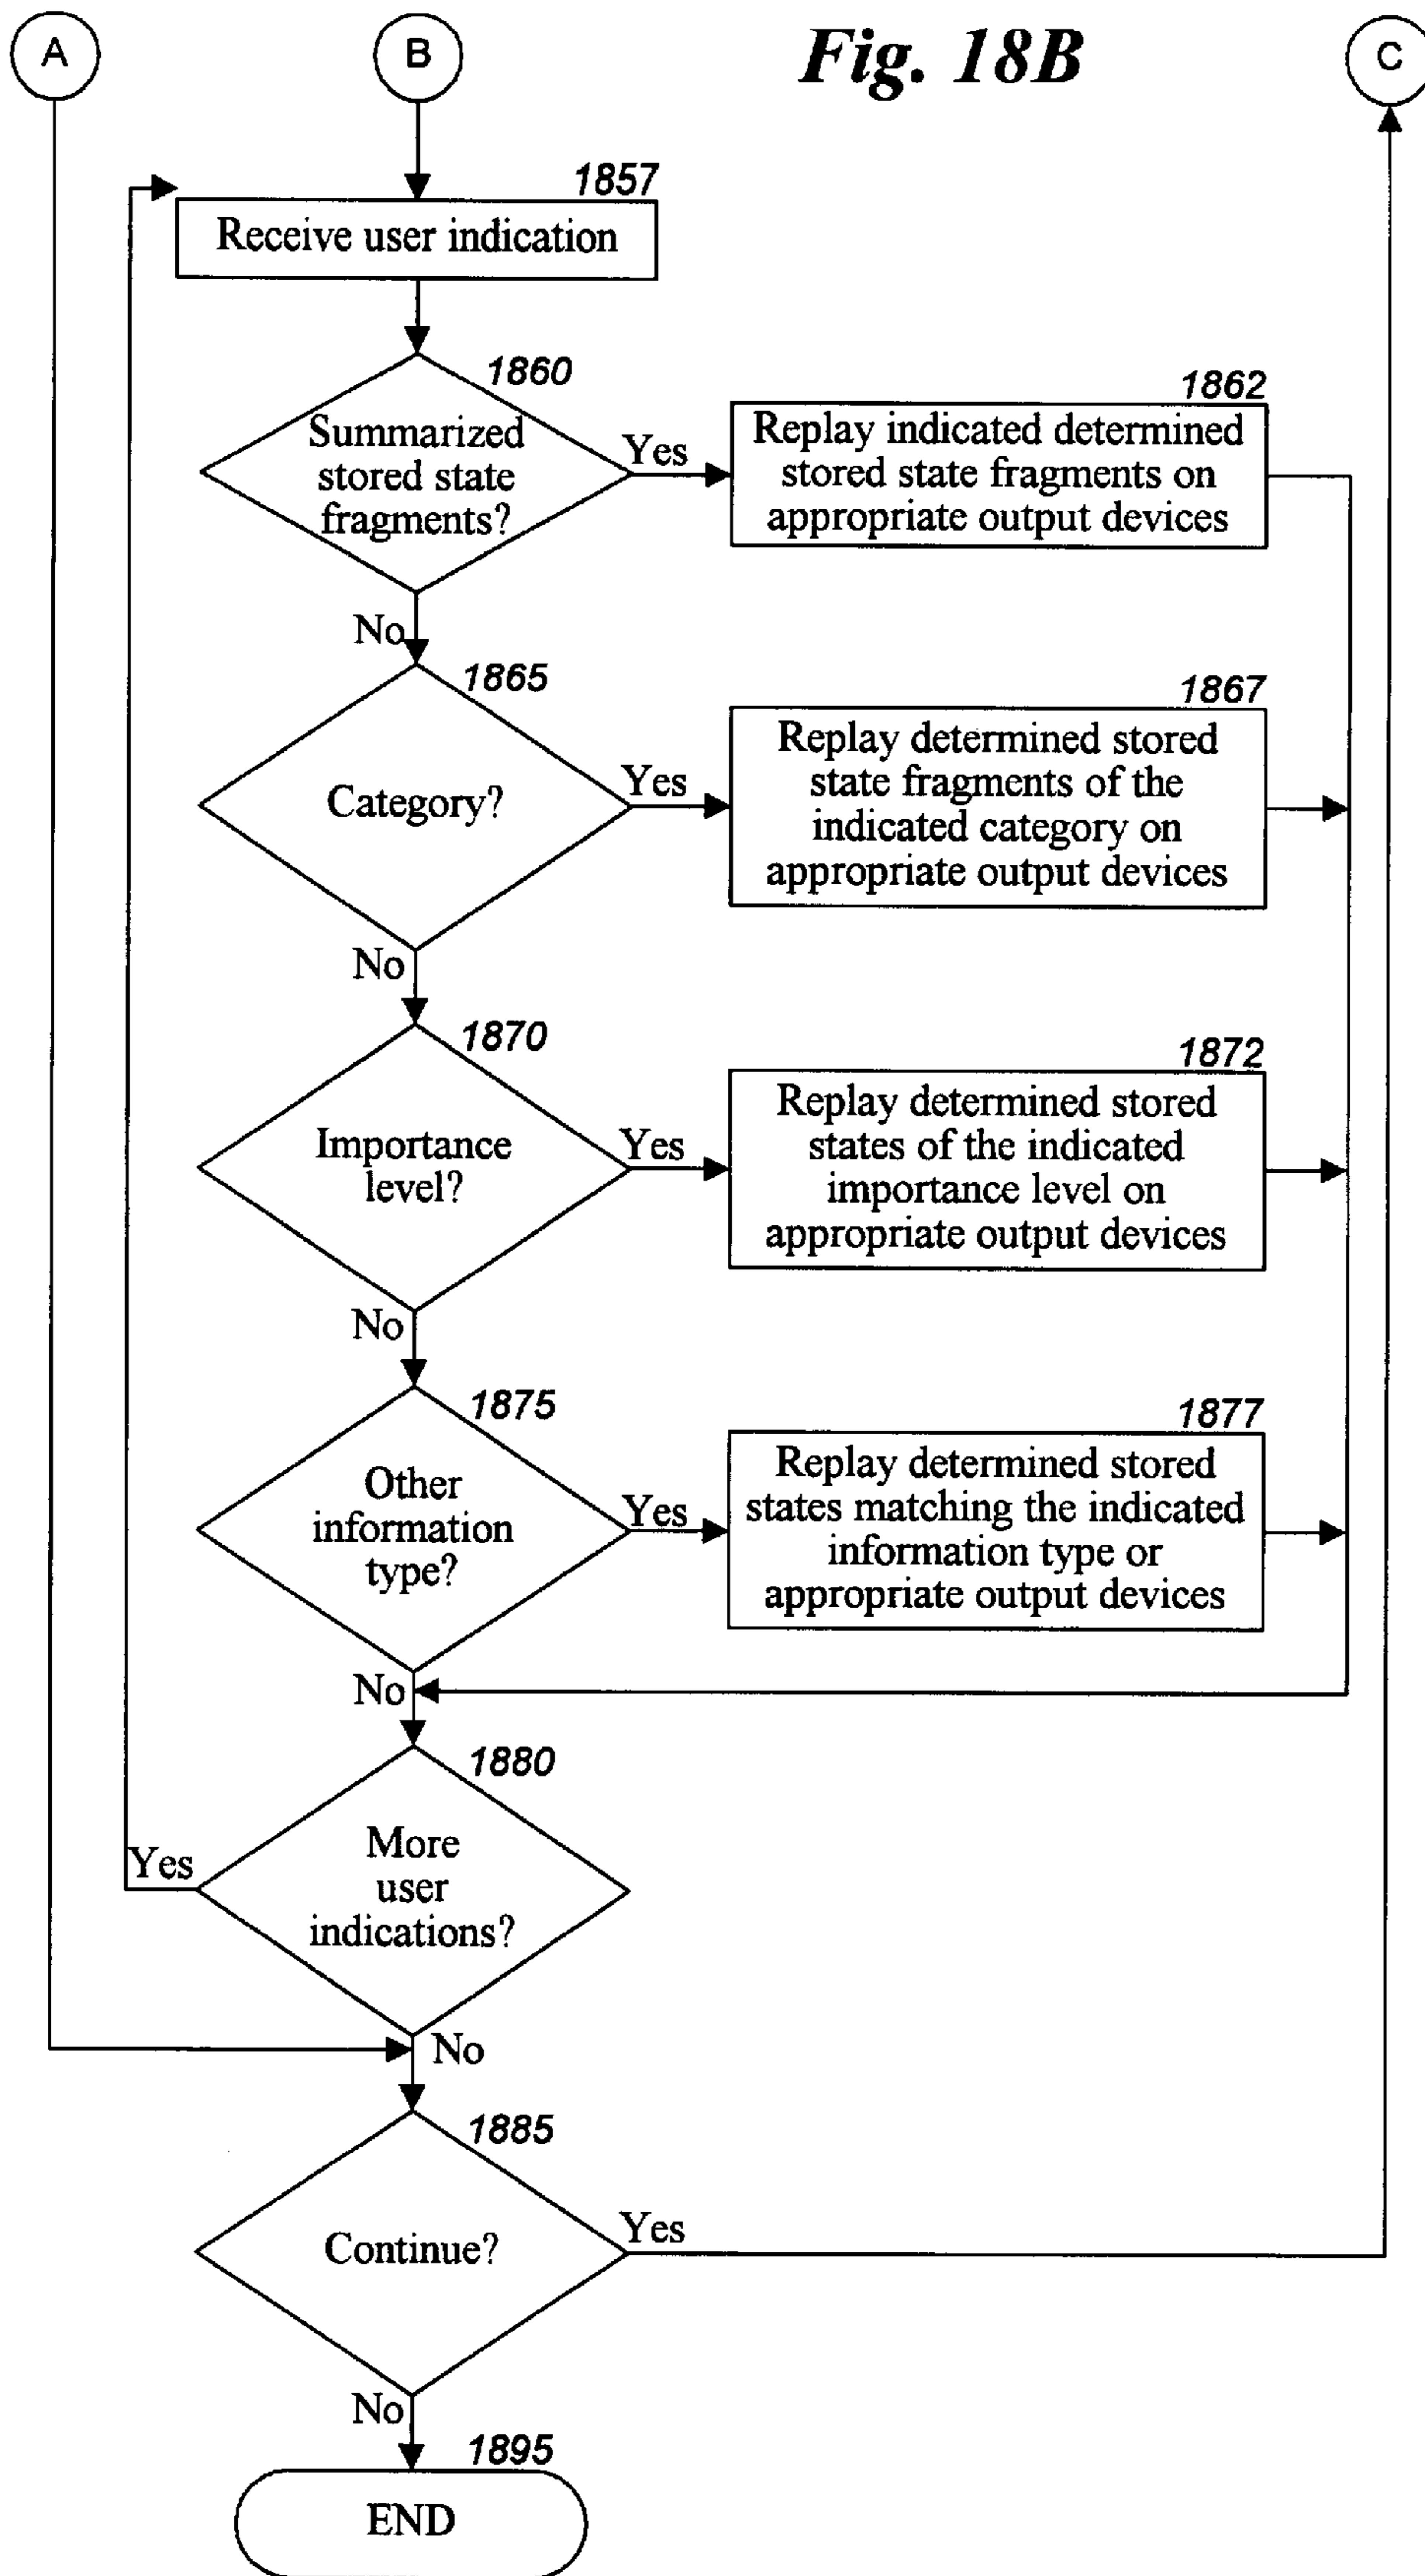 A
B
Fig. 18B
C
1857
Receive user indication
1860
Summarized
stored state
fragments?
Yes
1862
Replay indicated determined
stored state fragments on
appropriate output devices
No
1865
Category?
Yes
1867
Replay determined stored
state fragments of the
indicated category on
appropriate output devices
No
1870
Importance
level?
Yes
1872
Replay determined stored
states of the indicated
importance level on
appropriate output devices
No
1875
Other
information
type?
Yes
1877
Replay determined stored
states matching the indicated
information type or
appropriate output devices
No
1880
More
user
indications?
Yes
No
1885
Continue?
Yes
No
1895
END